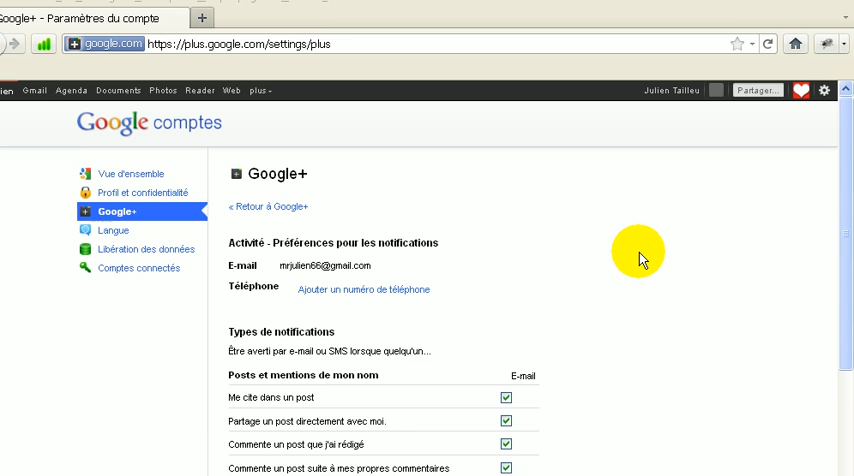 Google+ - Paramètres du compte
google.com https://plus.google.com/settings/plus
Gmail Agenda Documents Photos Reader Web plus
Julien Tailleu Partager...
Google comptes
Vue d'ensemble
Profil et confidentialité
Google+
Langue
Libération des données
Comptes connectés
Google+
« Retour à Google+
Activité - Préférences pour les notifications
E-mail mrjulien66@gmail.com
Téléphone Ajouter un numéro de téléphone
Types de notifications
Être averti par e-mail ou SMS lorsque quelqu'un...
Posts et mentions de mon nom E-mail
Me cite dans un post
Partage un post directement avec moi.
Commente un post que j'ai rédigé
Commente un post suite à mes propres commentaires